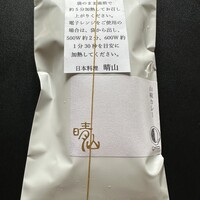 袋のまま湯煎で
約5分加熱してお召し
上がりください。
電子レンジをご使用の
場合は、袋から出し、
500W約2分、600W約
1分30秒を目安に
加熱してください。
日本料理 晴山
晴山